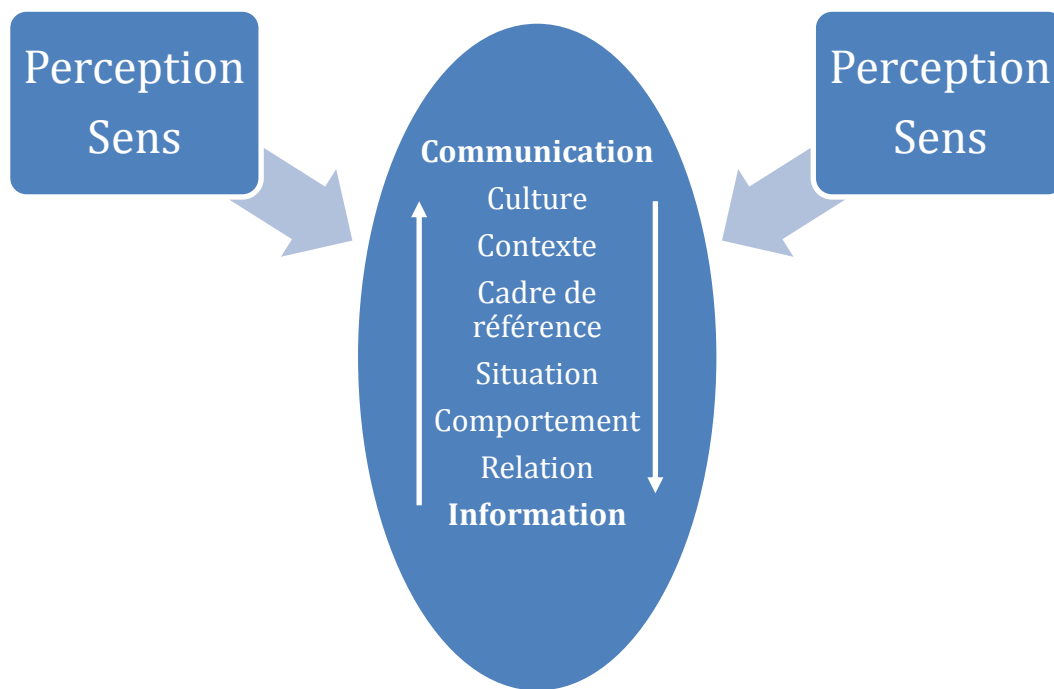 Perception
Sens
Perception
Sens
Communication
Culture
Contexte
Cadre de
référence
Situation
Comportement
Relation
Information